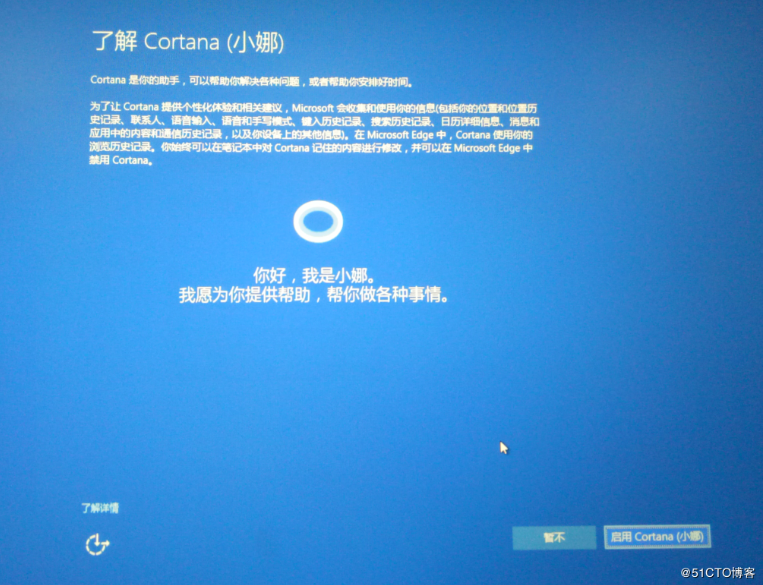 了解 Cortana (小娜)
Cortana 是你的助手，可以帮助你解决各种问题，或者帮助你安排好时间。
为了让 Cortana 提供个性化体验和相关建议，Microsoft 会收集和使用你的信息(包括你的位置和位置历
史记录、联系人、语音输入、语音和手写模式、键入历史记录、搜索历史记录、日历详细信息、消息和
应用中的内容和通信历史记录，以及你设备上的其他信息)。在 Microsoft Edge 中，Cortana 使用你的
浏览历史记录。你始终可以在笔记本中对 Cortana 记住的内容进行修改，并可以在 Microsoft Edge 中
禁用 Cortana。
你好，我是小娜。
我愿为你提供帮助，帮你做各种事情。
了解详情
暂不
启用 Cortana (小娜)
@51CTO博客